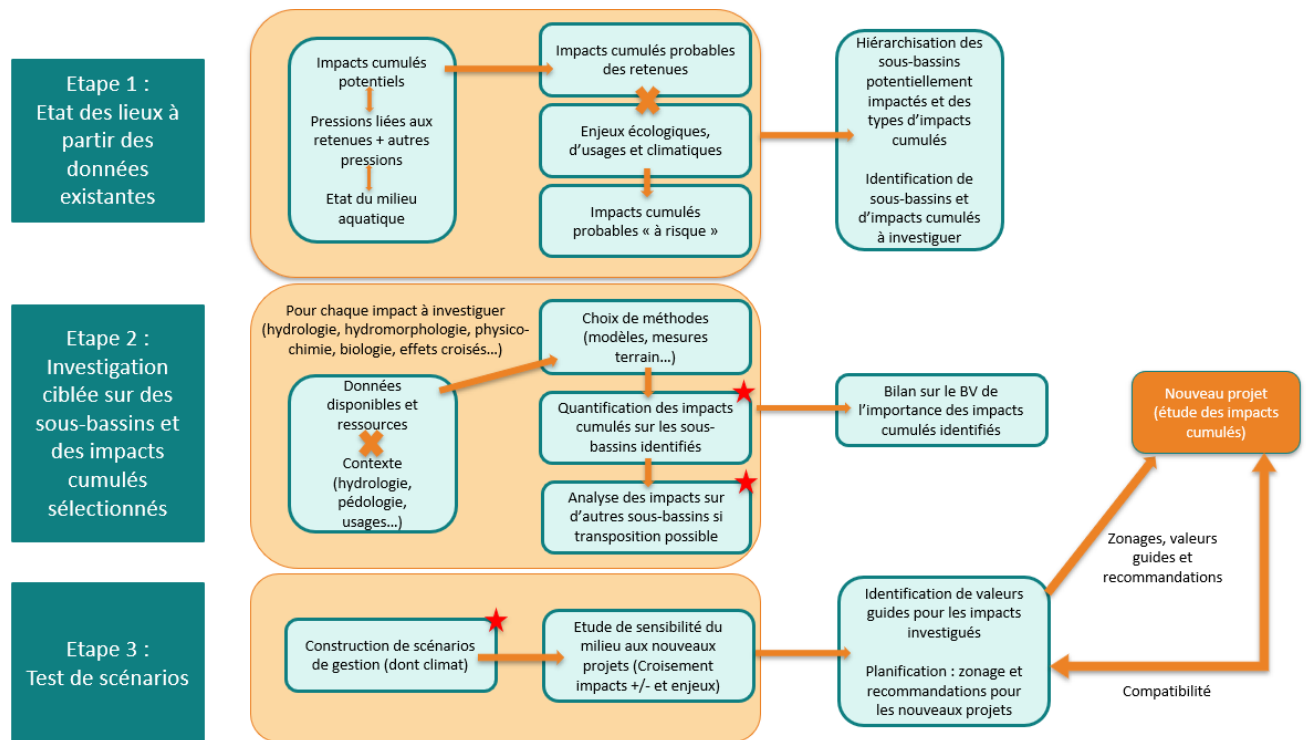 Etape 1 :
Etat des lieux à
partir des
données
existantes
Impacts cumulés
potentiels
Pressions liées aux
retenues + autres
pressions
Etat du milieu
aquatique
Impacts cumulés probables
des retenues
Enjeux écologiques,
d’usages et climatiques
Impacts cumulés
probables « à risque »
Hiérarchisation des
sous-bassins
potentiellement
impactés et des
types d’impacts
cumulés
Identification de
sous-bassins et
d’impacts cumulés
à investiguer
Etape 2 :
Investigation
ciblée sur des
sous-bassins et
des impacts
cumulés
sélectionnés
Pour chaque impact à investiguer
(hydrologie, hydromorphologie, physico-
chimie, biologie, effets croisés…)
Données
disponibles et
ressources
Contexte
(hydrologie,
pédologie,
usages…)
Choix de méthodes
(modèles, mesures
terrain…)
Quantification des impacts
cumulés sur les sous-
bassins identifiés
Analyse des impacts sur
d’autres sous-bassins si
transposition possible
Bilan sur le BV de
l’importance des impacts
cumulés identifiés
Nouveau projet
(étude des impacts
cumulés)
Zonages, valeurs
guides et
recommandations
Etape 3 :
Test de scénarios
Construction de scénarios
de gestion (dont climat)
Etude de sensibilité du
milieu aux nouveaux
projets (Croisement
impacts +/- et enjeux)
Identification de valeurs
guides pour les impacts
investigués
Planification : zonage et
recommandations pour
les nouveaux projets
Compatibilité